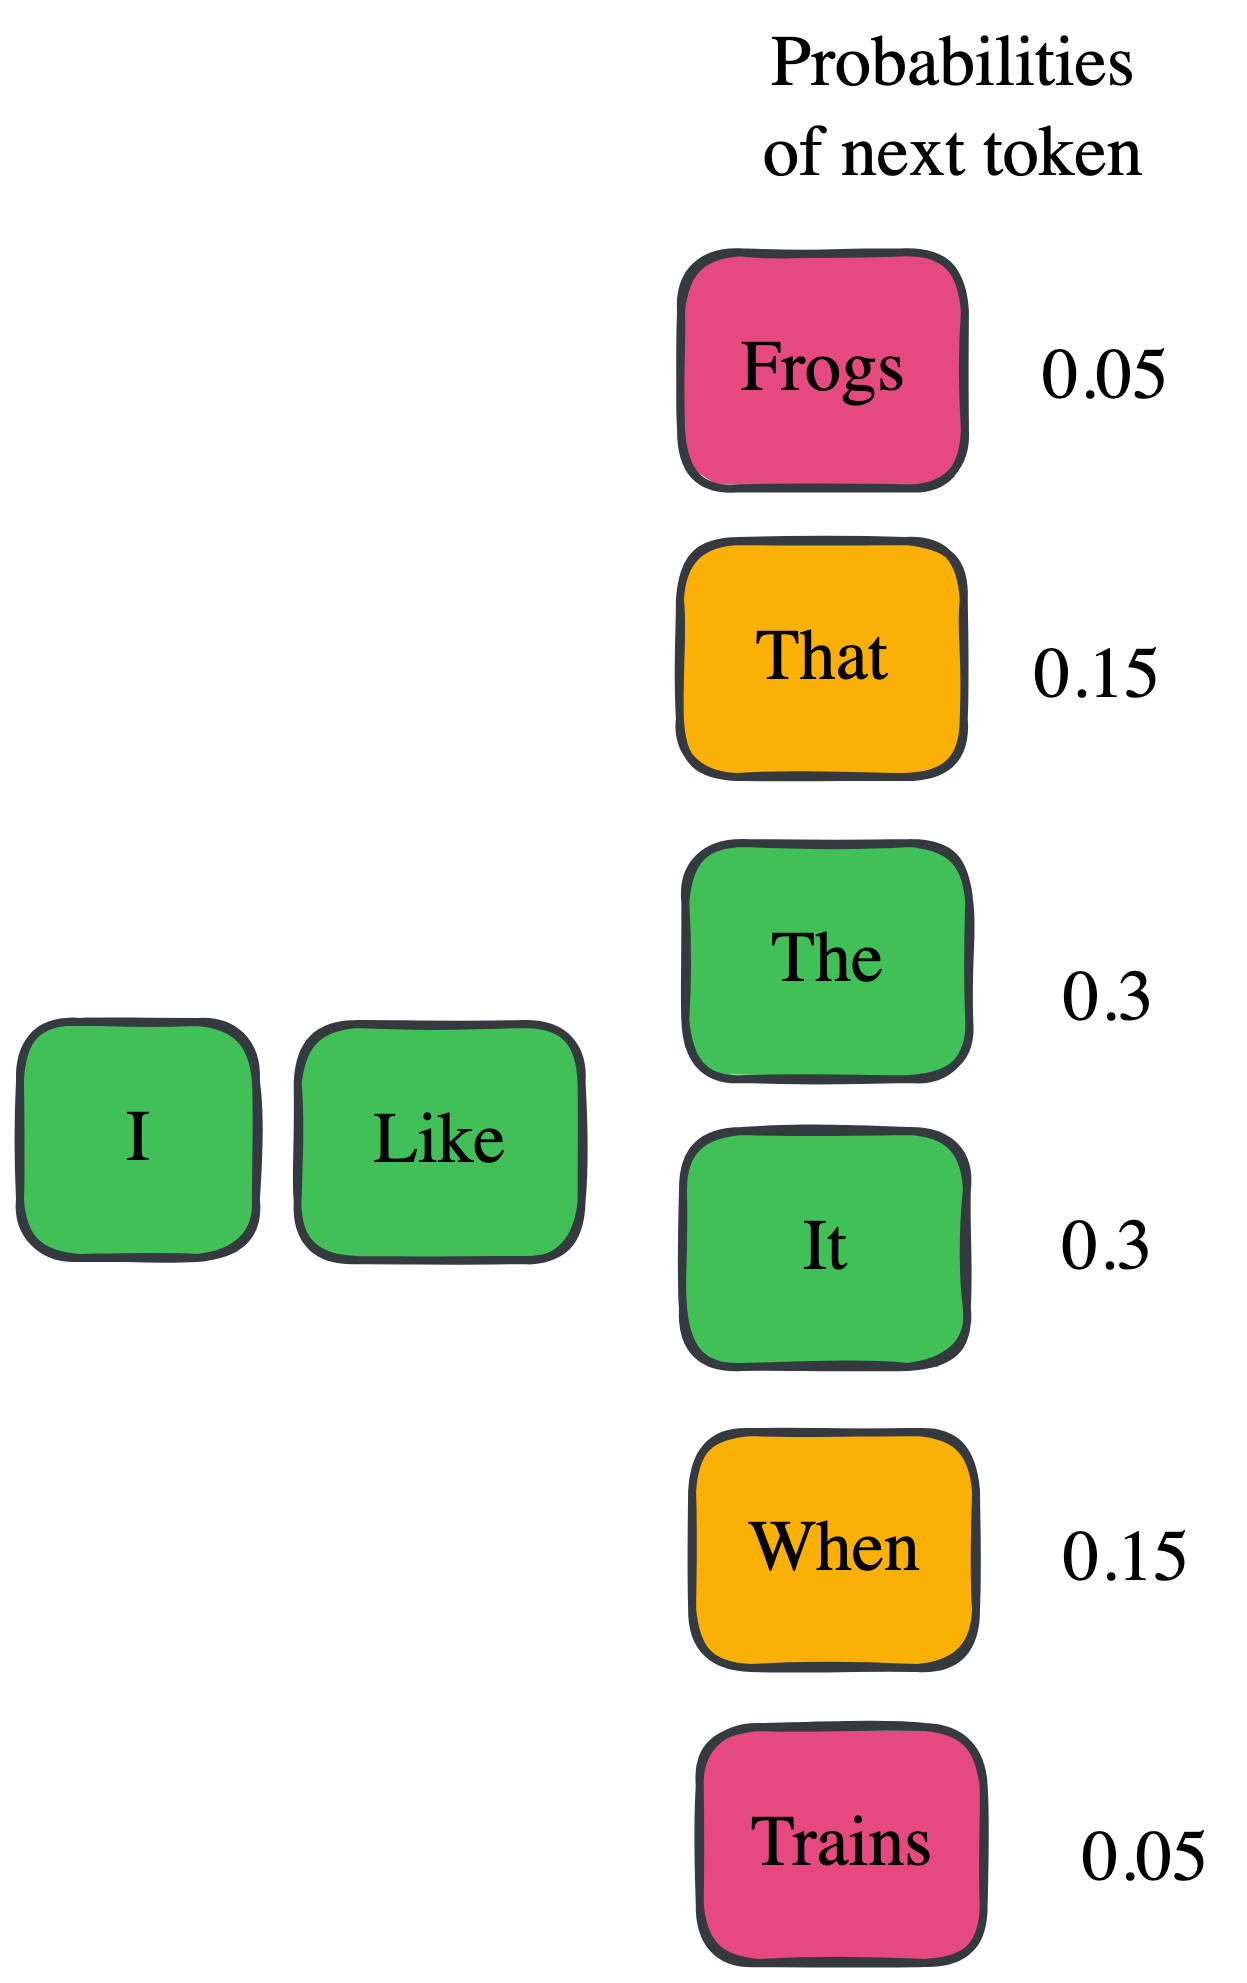 Probabilities
of next token
Frogs 0.05
That 0.15
The 0.3
I Like
It 0.3
When 0.15
Trains 0.05